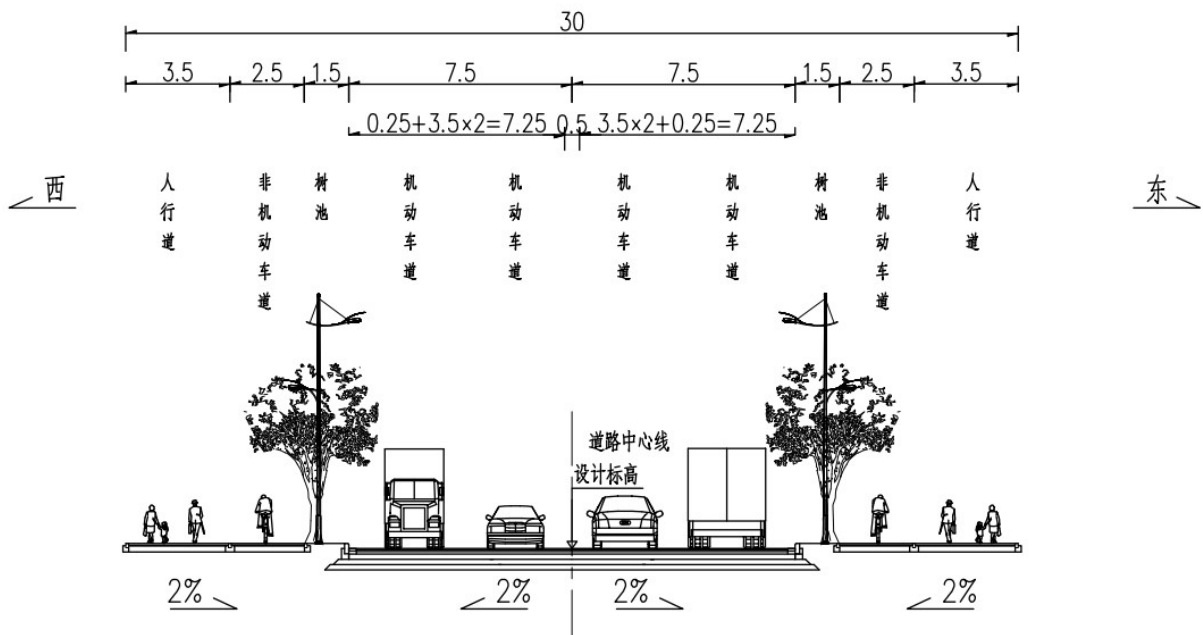 30
3.5 2.5 1.5 7.5 7.5 1.5 2.5 3.5
0.25+3.5×2=7.25 0.5 3.5×2+0.25=7.25
西
人行道
非机动车道
树池
机动车道
机动车道
机动车道
机动车道
树池
非机动车道
人行道
东
道路中心线
设计标高
2% 2% 2% 2%